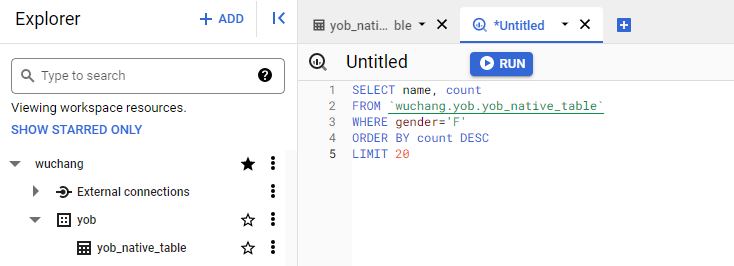 Explorer
+ ADD
Type to search
?
Viewing workspace resources.
SHOW STARRED ONLY
wuchang
External connections
yob
yob_native_table
yob_nati... ble
*Untitled
Untitled
RUN
1 SELECT name, count
2 FROM `wuchang.yob.yob_native_table`
3 WHERE gender='F'
4 ORDER BY count DESC
5 LIMIT 20